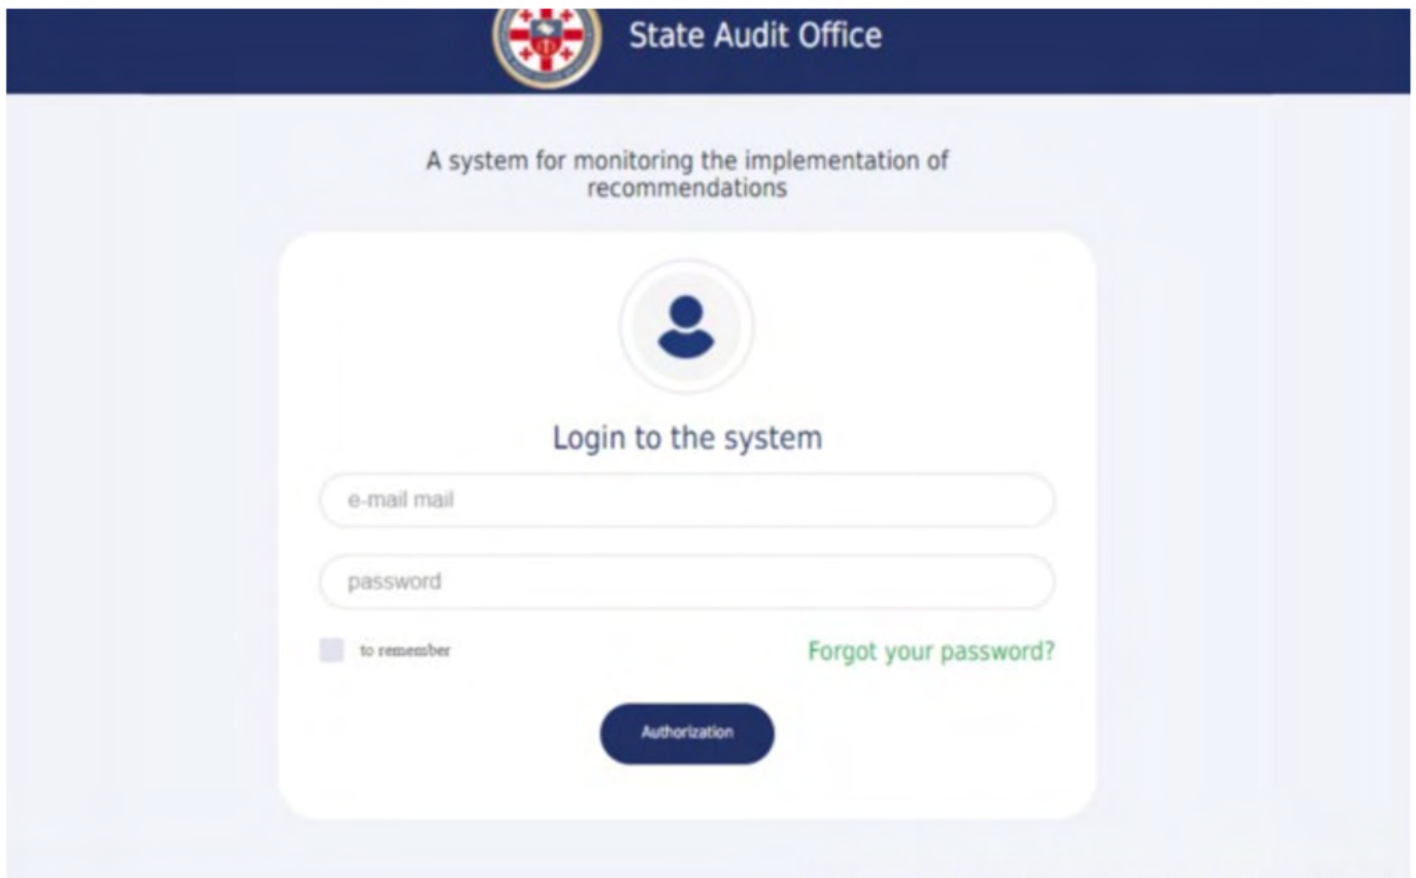 State Audit Office
A system for monitoring the implementation of
recommendations
Login to the system
e-mail mail
password
to remember
Forgot your password?
Authorization